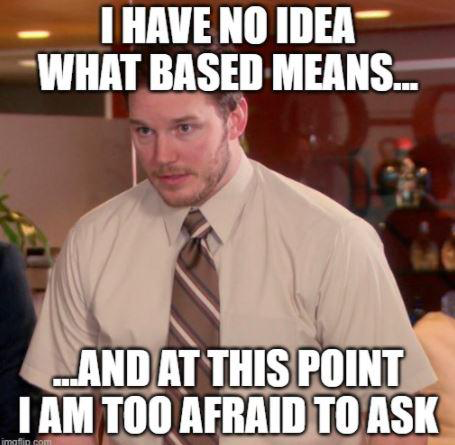 I HAVE NO IDEA
WHAT BASED MEANS...
...AND AT THIS POINT
I AM TOO AFRAID TO ASK
imgflip.com